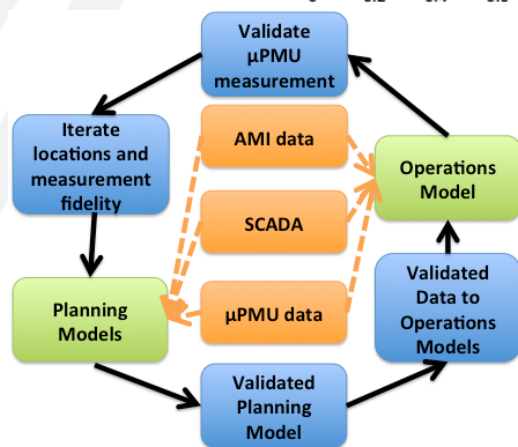 Validate
µPMU
measurement
Iterate
locations and
measurement
fidelity
AMI data
Operations
Model
SCADA
Planning
Models
µPMU data
Validated
Data to
Operations
Models
Validated
Planning
Model